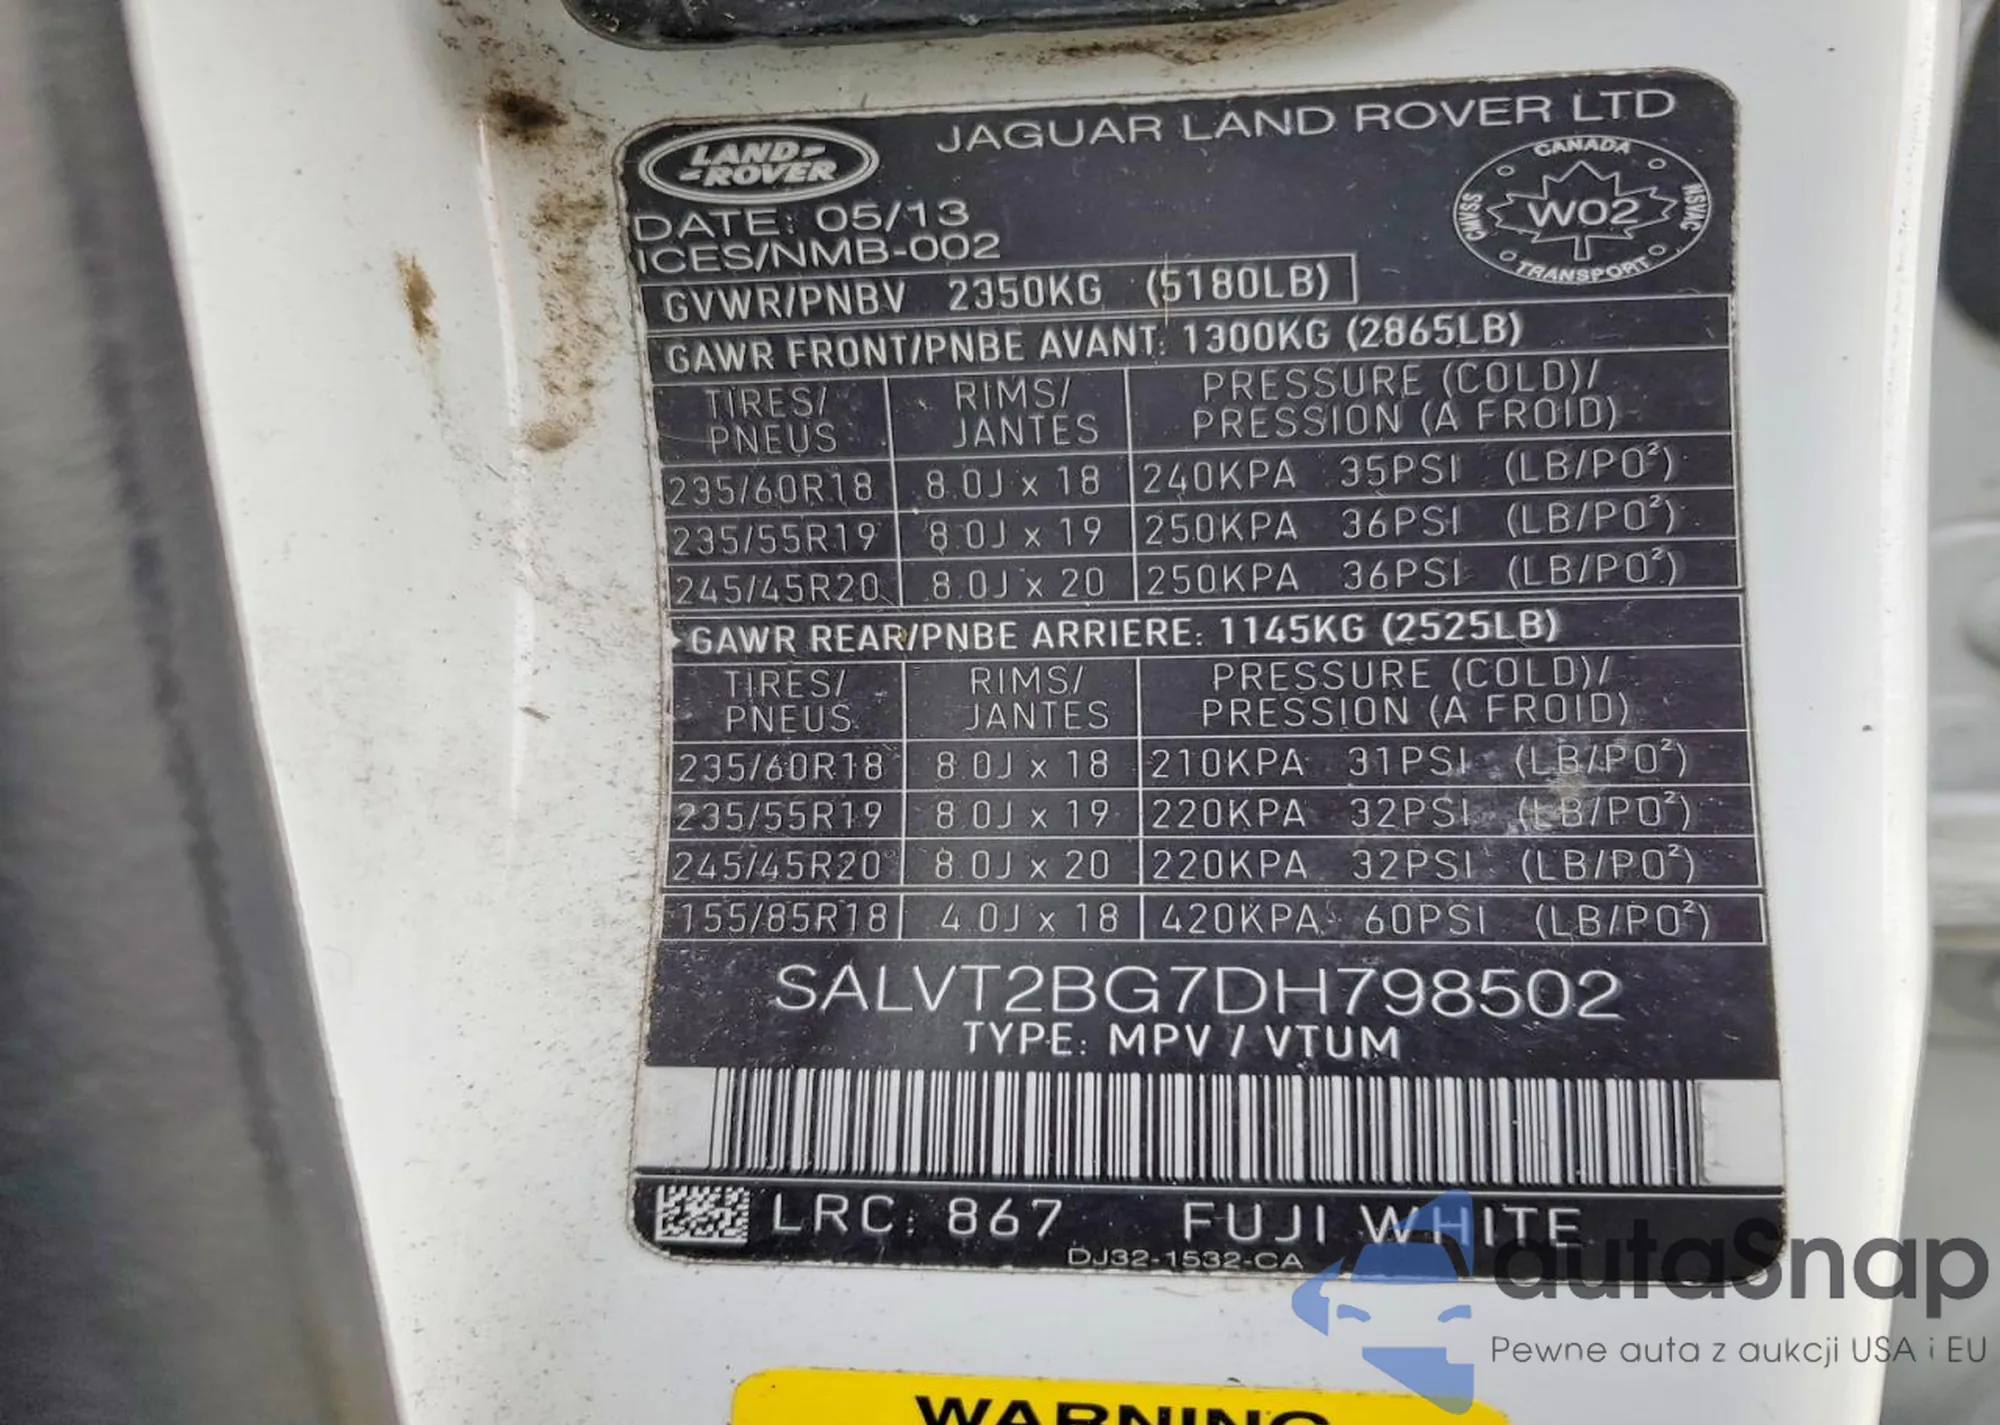 LAND-
-ROVER
JAGUAR LAND ROVER LTD
DATE: 05/13
ICES/NMB-002
CANADA
CMVSS
W02
NSVAC
TRANSPORT
GVWR/PNBV 2350KG (5180LB)
GAWR FRONT/PNBE AVANT: 1300KG (2865LB)
TIRES/ RIMS/ PRESSURE (COLD)/
PNEUS JANTES PRESSION (A FROID)
235/60R18 8.0J x 18 240KPA 35PSI (LB/PO²)
235/55R19 8.0J x 19 250KPA 36PSI (LB/PO²)
245/45R20 8.0J x 20 250KPA 36PSI (LB/PO²)
GAWR REAR/PNBE ARRIERE: 1145KG (2525LB)
TIRES/ RIMS/ PRESSURE (COLD)/
PNEUS JANTES PRESSION (A FROID)
235/60R18 8.0J x 18 210KPA 31PSI (LB/PO²)
235/55R19 8.0J x 19 220KPA 32PSI (LB/PO²)
245/45R20 8.0J x 20 220KPA 32PSI (LB/PO²)
155/85R18 4.0J x 18 420KPA 60PSI (LB/PO²)
SALVT2BG7DH798502
TYPE: MPV / VTUM
LRC: 867 FUJI WHITE
DJ32-1532-CA
autaSnap
Pewne auta z aukcji USA i EU
WARNING